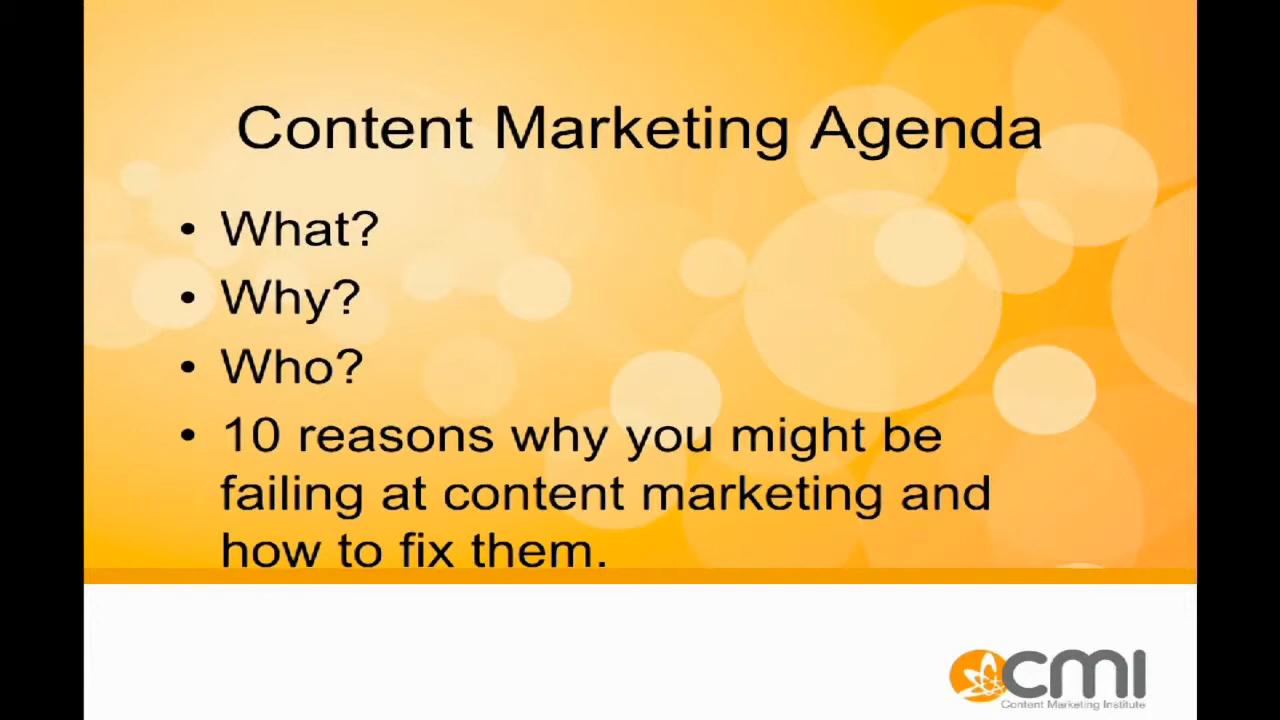 Content Marketing Agenda
• What?
• Why?
• Who?
• 10 reasons why you might be
failing at content marketing and
how to fix them.
cmi
Content Marketing Institute